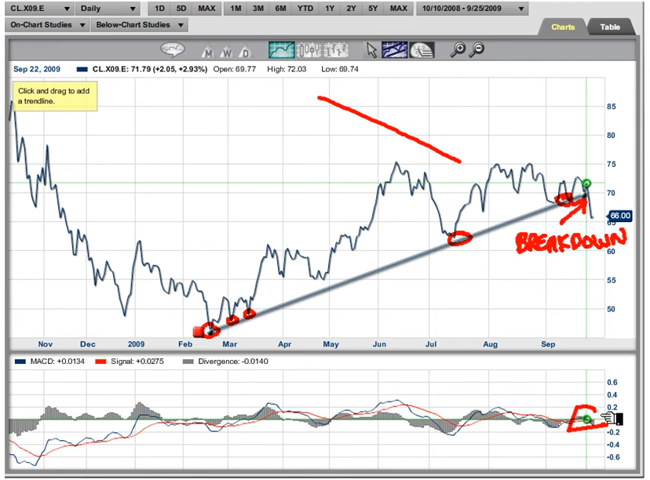 CL.X09.E Daily 1D 5D MAX 1M 3M 6M YTD 1Y 2Y 5Y MAX 10/10/2008 - 9/25/2009
On-Chart Studies Below-Chart Studies Charts Table
M W D
Sep 22, 2009 CL.X09.E: 71.79 (+2.05, +2.93%) Open: 69.77 High: 72.03 Low: 69.74
Click and drag to add
a trendline.
85
80
75
70
66.00
65
BREAKDOWN
60
55
50
Nov Dec 2009 Feb Mar Apr Jun Jul Aug Sep
MACD: +0.0134 Signal: +0.0275 Divergence: -0.0140
0.6
0.4
0.2
-0.2
-0.4
-0.6